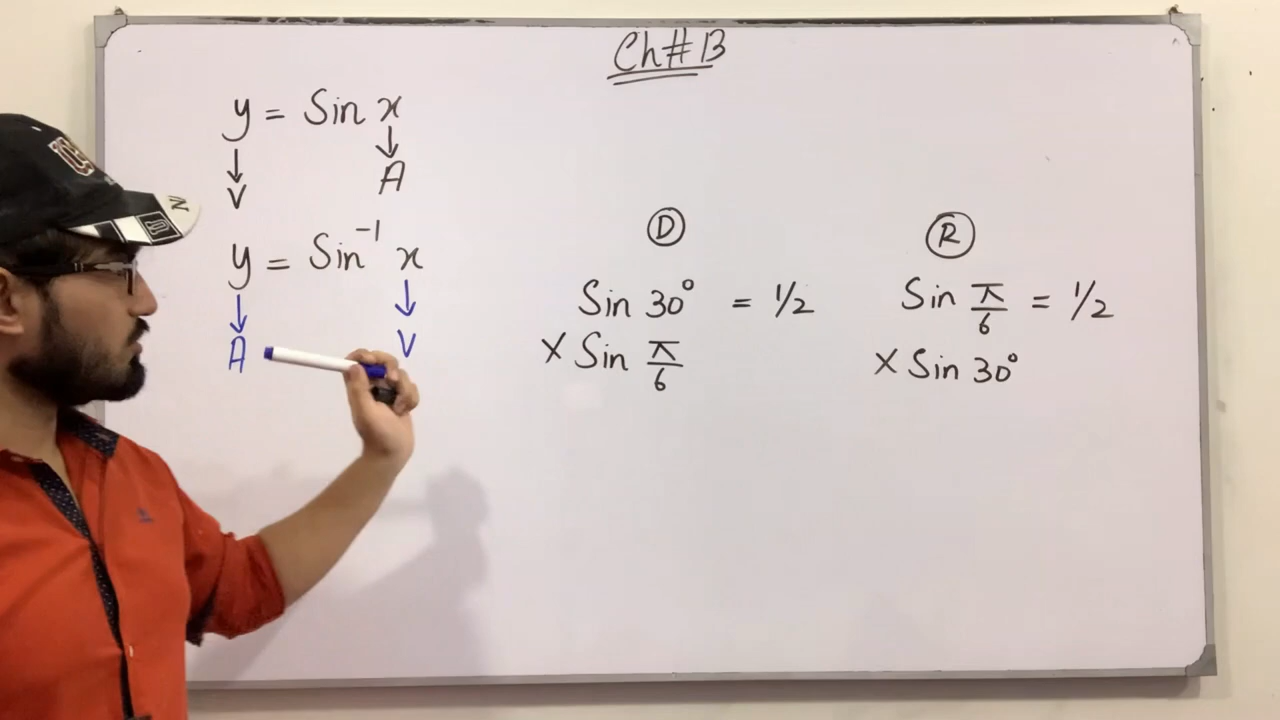 Ch # 13
y = Sin x
↓ ↓
V A
y = Sin⁻¹ x
↓ ↓
A V
Ⓓ
Sin 30° = 1/2
× Sin π/6
Ⓡ
Sin π/6 = 1/2
× Sin 30°
N